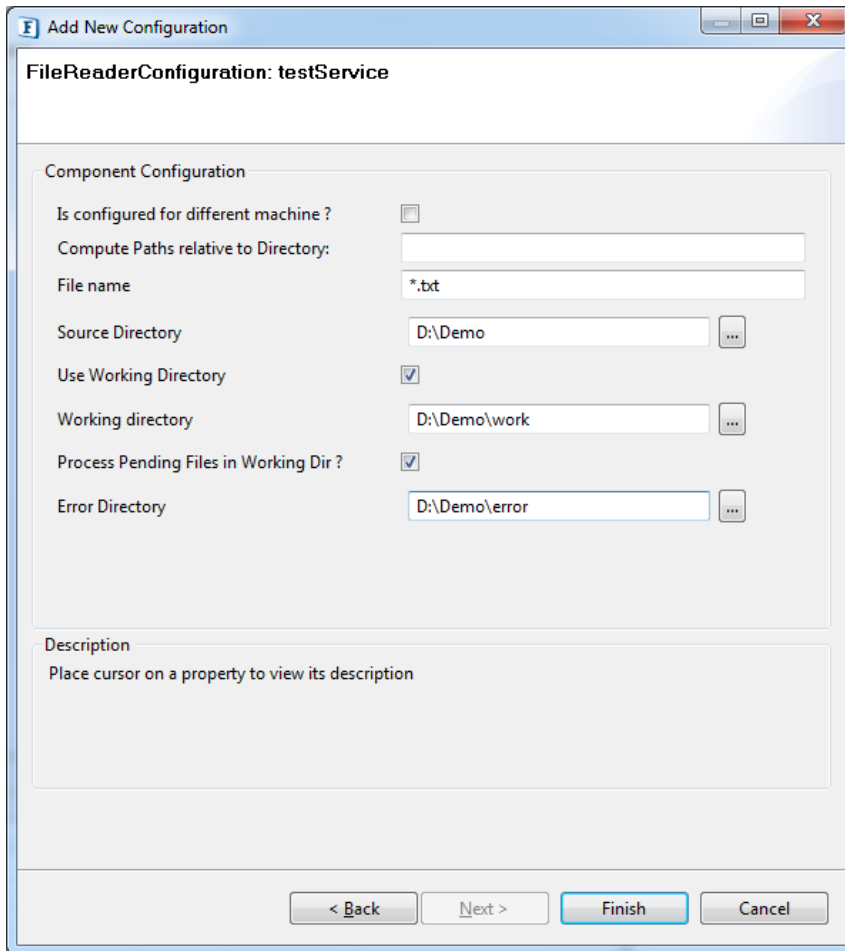 F Add New Configuration X
FileReaderConfiguration: testService
Component Configuration
Is configured for different machine ?
Compute Paths relative to Directory:
File name *.txt
Source Directory D:\Demo ...
Use Working Directory
Working directory D:\Demo\work ...
Process Pending Files in Working Dir ?
Error Directory D:\Demo\error ...
Description
Place cursor on a property to view its description
< Back Next > Finish Cancel